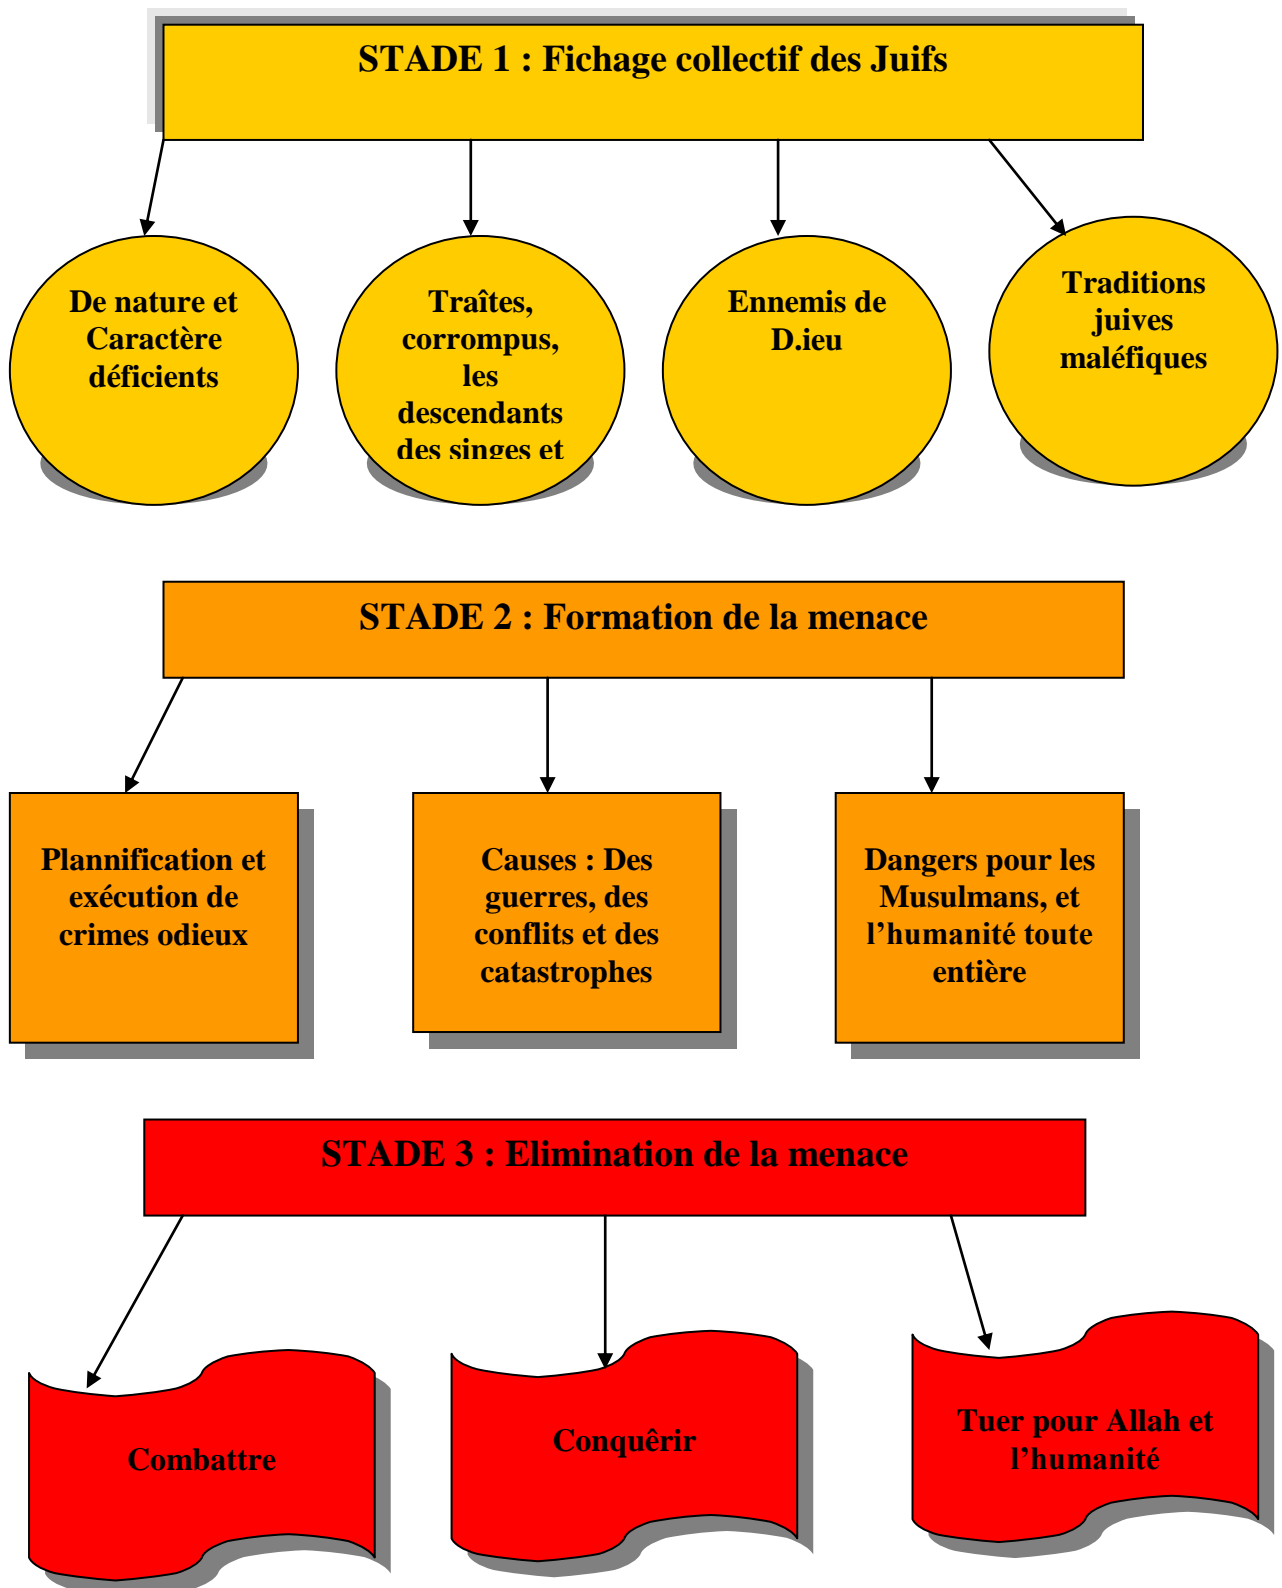 STADE 1 : Fichage collectif des Juifs
De nature et
Caractère
déficients
Traîtes,
corrompus,
les
descendants
des singes et
Ennemis de
D.ieu
Traditions
juives
maléfiques
STADE 2 : Formation de la menace
Plannification et
exécution de
crimes odieux
Causes : Des
guerres, des
conflits et des
catastrophes
Dangers pour les
Musulmans, et
l’humanité toute
entière
STADE 3 : Elimination de la menace
Combattre
Conquêrir
Tuer pour Allah et
l’humanité